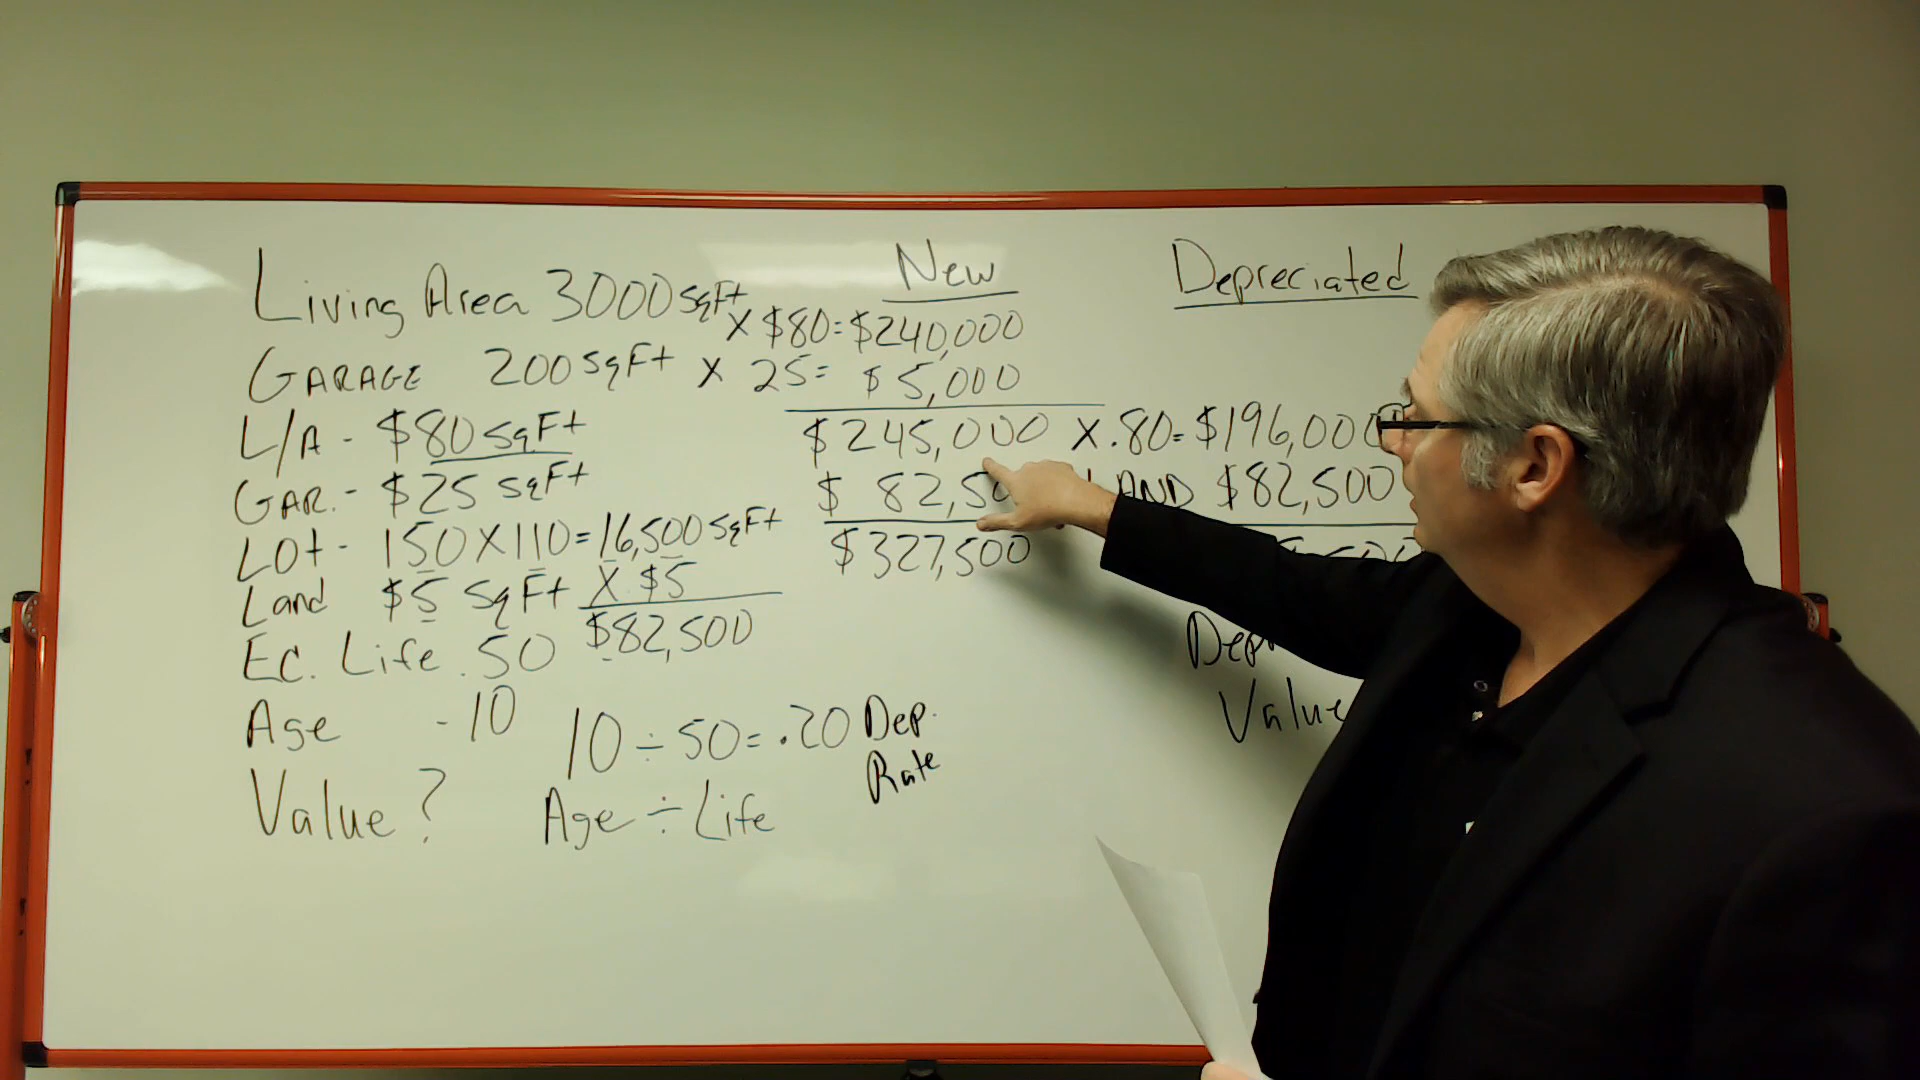 New Depreciated
Living Area 3000 sqFt x $80 = $240,000
GARAGE 200 sqFt x 25 = $5,000
L/A - $80 sqFt $245,000 x .80 = $196,000
GAR. - $25 sqFt $82,50 LAND $82,500
LOt - 150 X 110 = 16,500 sqFt $327,500
Land $5 sqFt X $5
$82,500
Ec. Life . 50
Age - 10 10 ÷ 50 = .20 Dep. Rate
Value? Age ÷ Life
Value